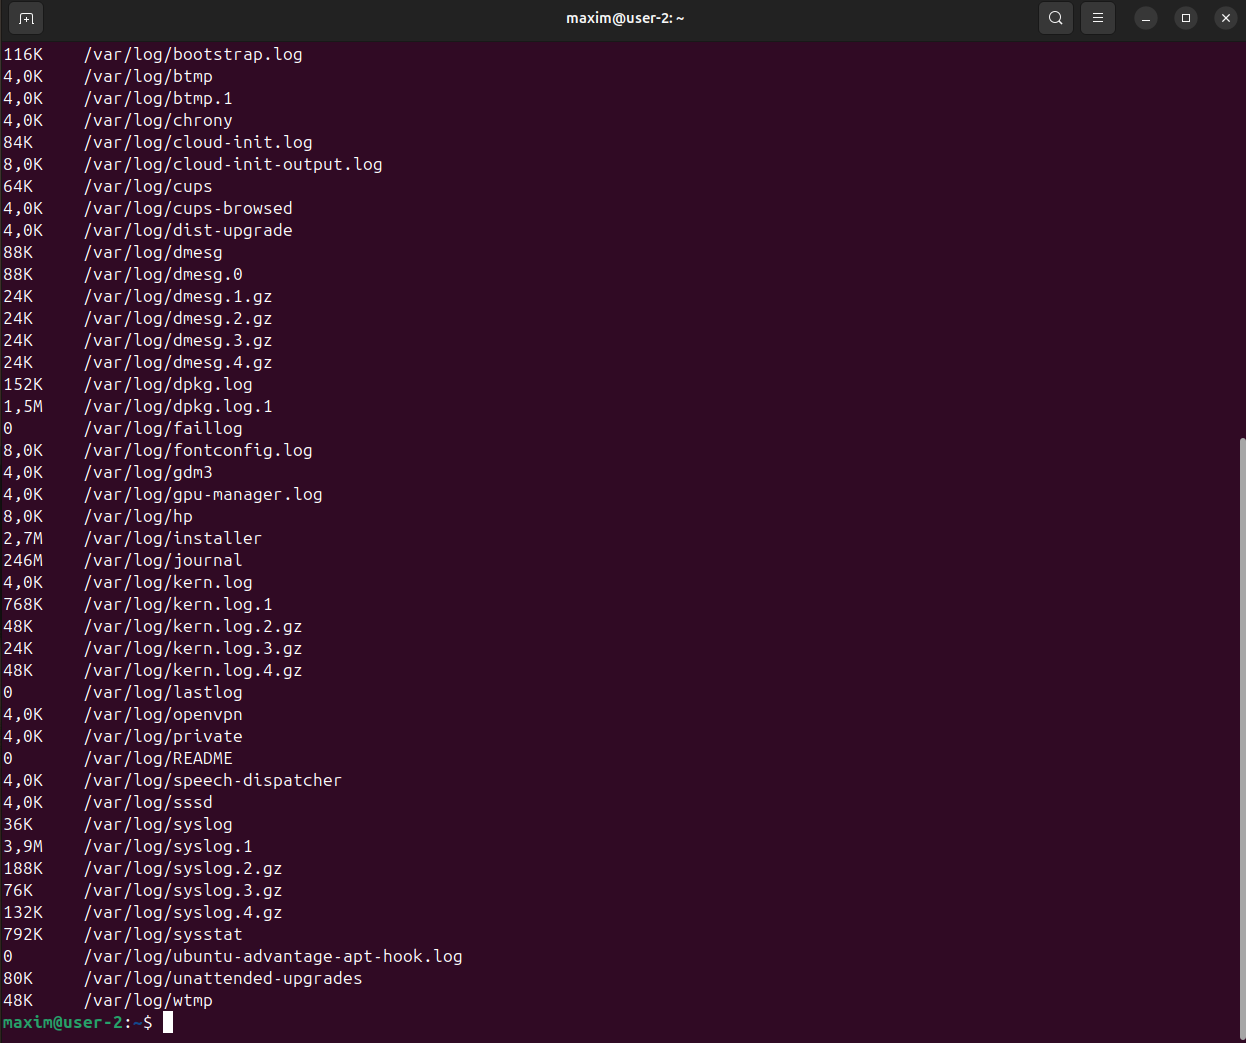 maxim@user-2: ~
116K /var/log/bootstrap.log
4,0K /var/log/btmp
4,0K /var/log/btmp.1
4,0K /var/log/chrony
84K /var/log/cloud-init.log
8,0K /var/log/cloud-init-output.log
64K /var/log/cups
4,0K /var/log/cups-browsed
4,0K /var/log/dist-upgrade
88K /var/log/dmesg
88K /var/log/dmesg.0
24K /var/log/dmesg.1.gz
24K /var/log/dmesg.2.gz
24K /var/log/dmesg.3.gz
24K /var/log/dmesg.4.gz
152K /var/log/dpkg.log
1,5M /var/log/dpkg.log.1
0 /var/log/faillog
8,0K /var/log/fontconfig.log
4,0K /var/log/gdm3
4,0K /var/log/gpu-manager.log
8,0K /var/log/hp
2,7M /var/log/installer
246M /var/log/journal
4,0K /var/log/kern.log
768K /var/log/kern.log.1
48K /var/log/kern.log.2.gz
24K /var/log/kern.log.3.gz
48K /var/log/kern.log.4.gz
0 /var/log/lastlog
4,0K /var/log/openvpn
4,0K /var/log/private
0 /var/log/README
4,0K /var/log/speech-dispatcher
4,0K /var/log/sssd
36K /var/log/syslog
3,9M /var/log/syslog.1
188K /var/log/syslog.2.gz
76K /var/log/syslog.3.gz
132K /var/log/syslog.4.gz
792K /var/log/sysstat
0 /var/log/ubuntu-advantage-apt-hook.log
80K /var/log/unattended-upgrades
48K /var/log/wtmp
maxim@user-2:~$